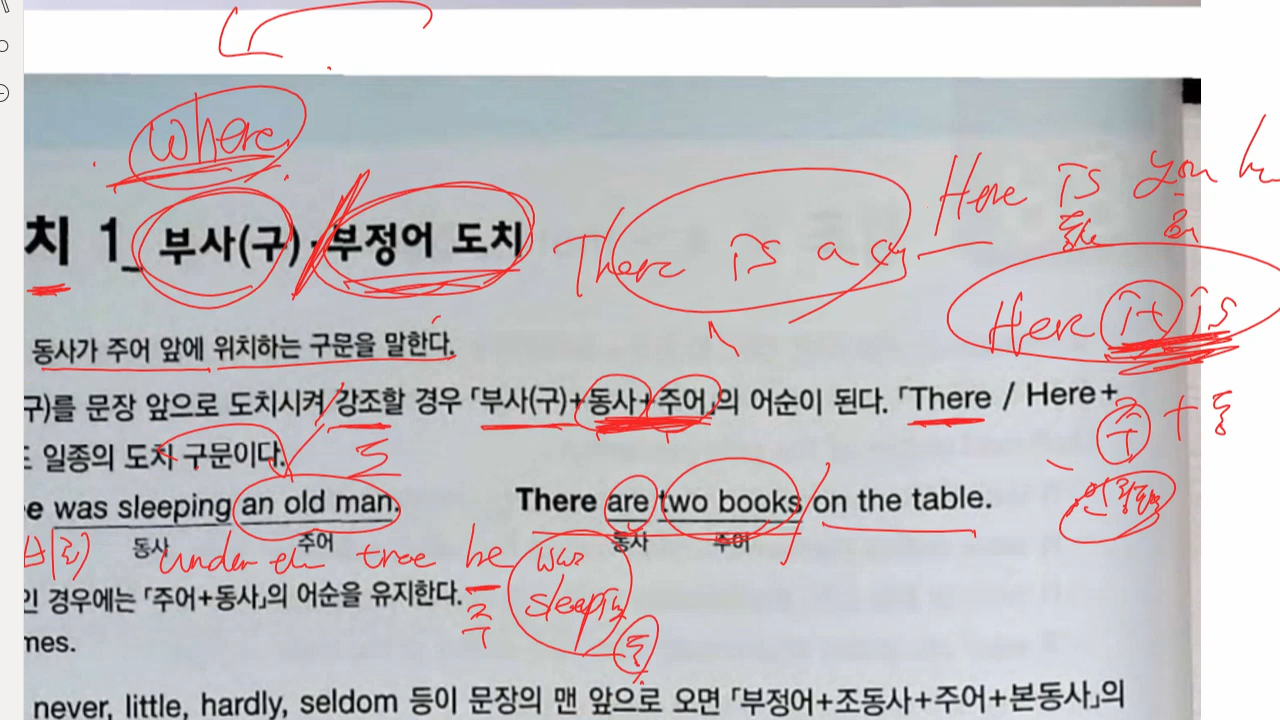 where
Here is you
치 1 부사(구)·부정어 도치
There is a
동사 주
Here it is
동사가 주어 앞에 위치하는 구문을 말한다.
구)를 문장 앞으로 도치시켜 강조할 경우 「부사(구)+동사+주어」의 어순이 된다. 「There / Here+
주 + 동
일종의 도치 구문이다.
e was sleeping an old man. There are two books on the table.
동사 주어 동사 주어
under tree he was
sleeping
인 경우에는 「주어+동사」의 어순을 유지한다.
주
동
mes.
never, little, hardly, seldom 등이 문장의 맨 앞으로 오면 「부정어+조동사+주어+본동사」의